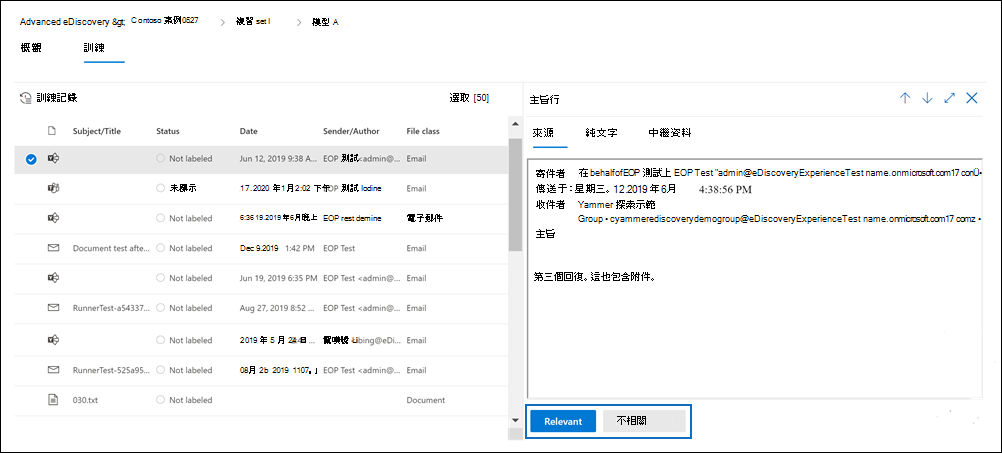 Advanced eDiscovery &gt; Contoso 案例0527 > 複習 set l > 模型 A
概觀 訓練
訓練記錄 選取 [50]
Subject/Title Status Date Sender/Author File class
Not labeled Jun 12, 2019 9:38 A... EOP 測試<admin@... Email
未標示 17.2020 年1月2:02 下午 EOP 測試 Iodine Email
Not labeled 6:36 19.2019年6月晚上 EOP rest demine 電子郵件
Document test afte... Not labeled Dec 9.2019 1:42 PM EOP Test Email
Not labeled Jun 19, 2019 6:35 PM EOP Test <admin@... Email
RunnerTest-a54337... Not labeled Aug 27, 2019 8:52 ... EOP Test <admin@... Email
Not labeled 2019 年 5 月 24日 ... Ubing@eDi... Email
RunnerTest-525a95... Not labeled 08月 2b 2019 1107。 EOP Test <admin@... Email
030.txt Not labeled Document
主旨行
來源 純文字 中繼資料
寄件者 在 behalfofEOP 測試上 EOP Test "admin@eDiscoveryExperienceTest name.onmicrosoft.com17
傳送于：星期三。12.2019 年6月 4:38:56 PM
收件者 Yammer 探索示範
Group • cyammerediscoverydemogroup@eDiscoveryExperienceTest name.onmicrosoft.com17
主旨
第三個回復。這也包含附件。
Relevant 不相關